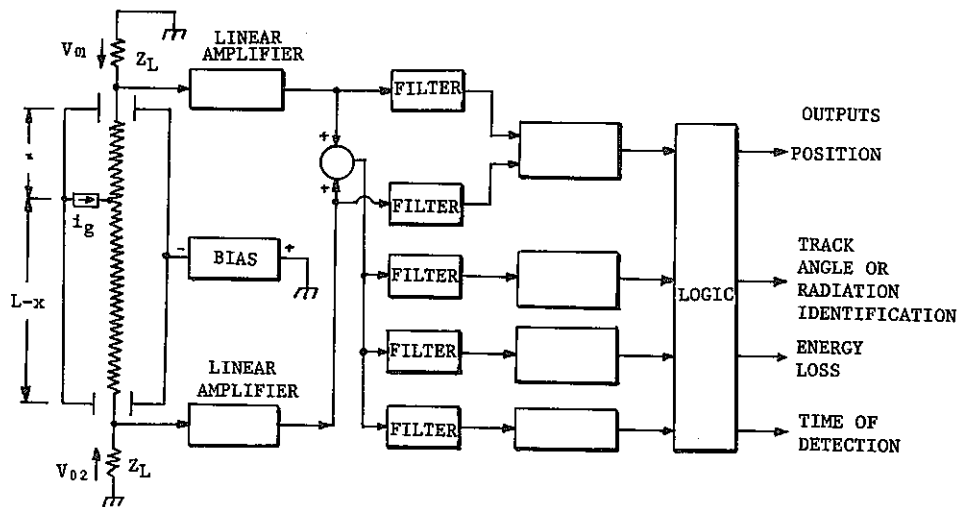 V01
ZL
LINEAR
AMPLIFIER
FILTER
OUTPUTS
+
POSITION
+
FILTER
ig
- BIAS +
L-x
FILTER
LOGIC
TRACK
ANGLE OR
RADIATION
IDENTIFICATION
FILTER
ENERGY
LOSS
LINEAR
AMPLIFIER
FILTER
TIME OF
DETECTION
V02
ZL